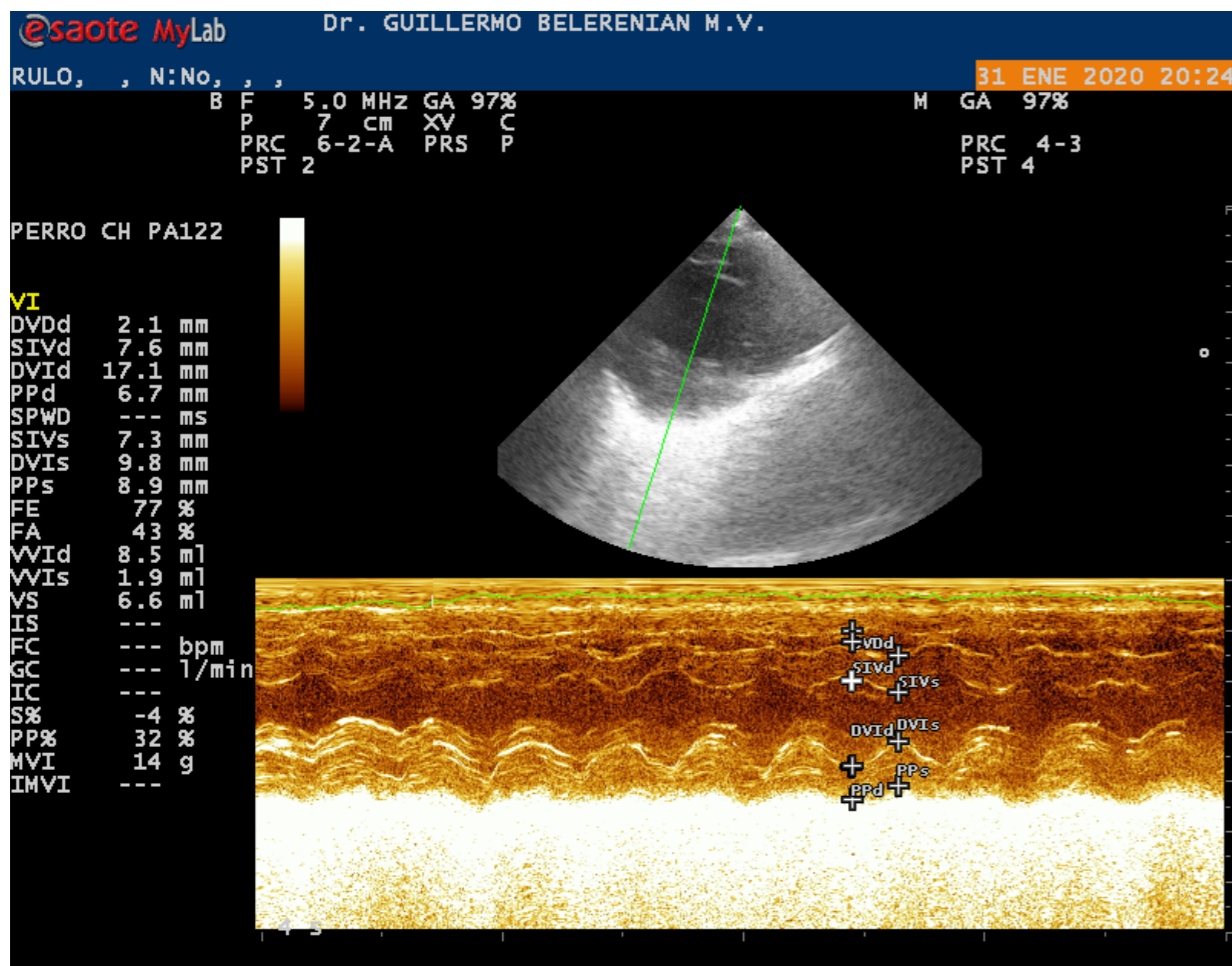 esaote MyLab
Dr. GUILLERMO BELERENIAN M.V.
RULO, , N:No, , ,
31 ENE 2020 20:24
B F 5.0 MHz GA 97%
P 7 cm XV C
PRC 6-2-A PRS P
PST 2
M GA 97%
PRC 4-3
PST 4
PERRO CH PA122
VI
DVDd 2.1 mm
SIVd 7.6 mm
DVId 17.1 mm
PPd 6.7 mm
SPWD --- ms
SIVs 7.3 mm
DVIs 9.8 mm
PPs 8.9 mm
FE 77 %
FA 43 %
VVId 8.5 ml
VVIs 1.9 ml
VS 6.6 ml
IS ---
FC --- bpm
GC --- l/min
IC ---
S% -4 %
PP% 32 %
MVI 14 g
IMVI ---
SIVd
SIVs
DVId
DVIs
PPs
PPd
4 s